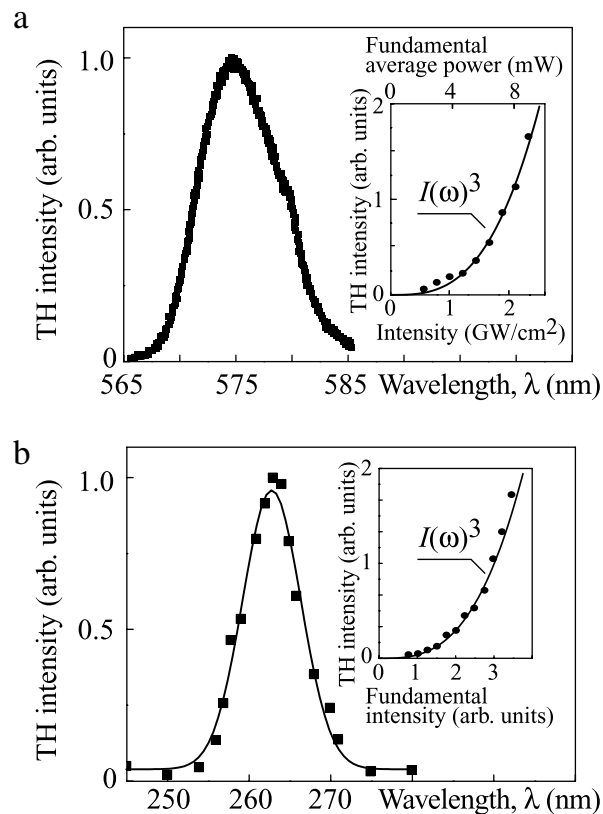 a
TH intensity (arb. units)
1.0
0.5
0
565
575
585
Wavelength, λ (nm)
Fundamental
average power (mW)
0
4
8
TH intensity (arb. units)
2
1
0
I(ω)³
0
1
2
Intensity (GW/cm²)
b
TH intensity (arb. units)
1.0
0.5
0
250
260
270
Wavelength, λ (nm)
TH intensity (arb. units)
2
1
0
I(ω)³
0
1
2
3
Fundamental
intensity (arb. units)